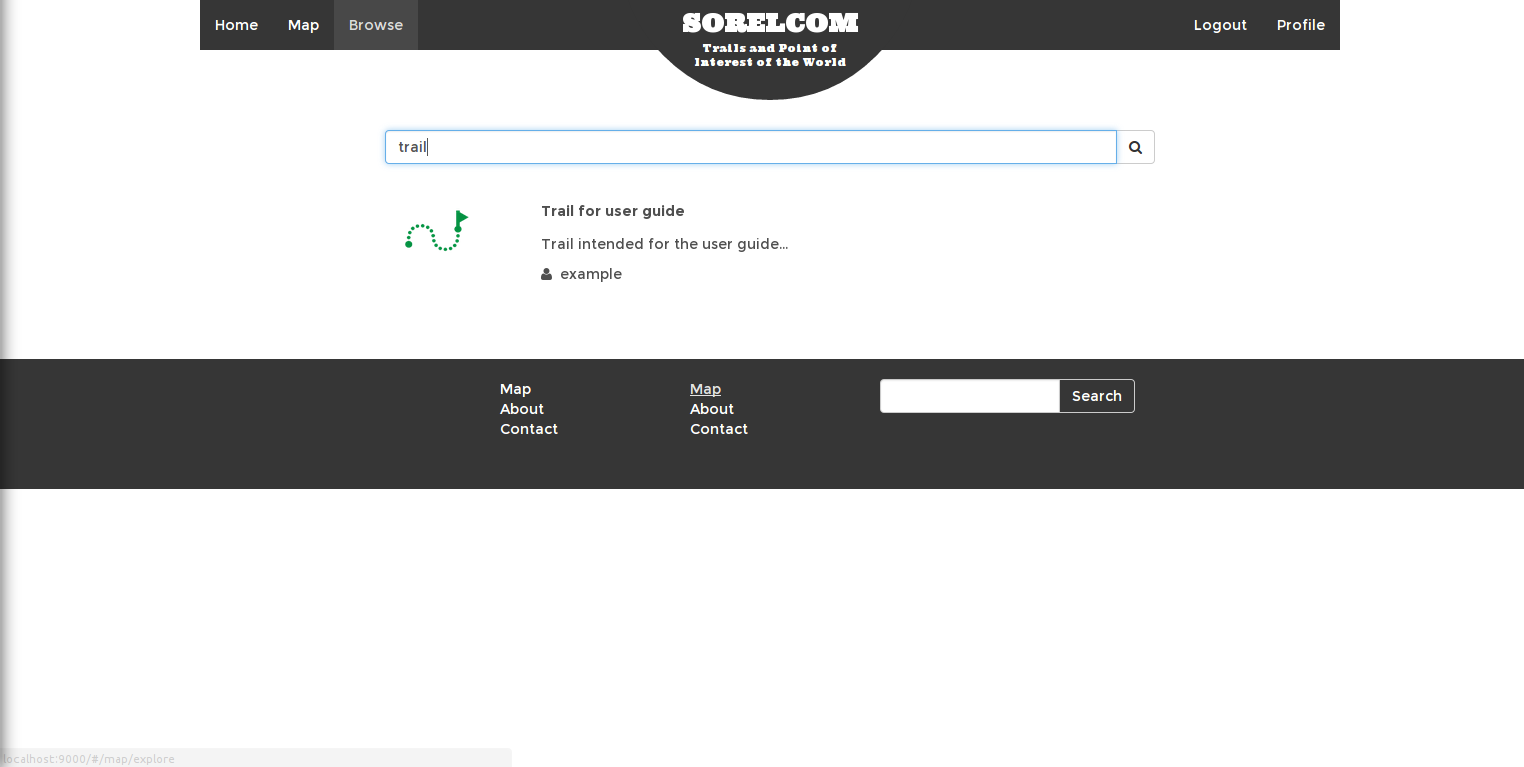 Home Map Browse
SORELCOM
Trails and Point of
Interest of the World
Logout Profile
trail
Trail for user guide
Trail intended for the user guide...
example
Map
About
Contact
Map
About
Contact
Search
localhost:9000/#/map/explore